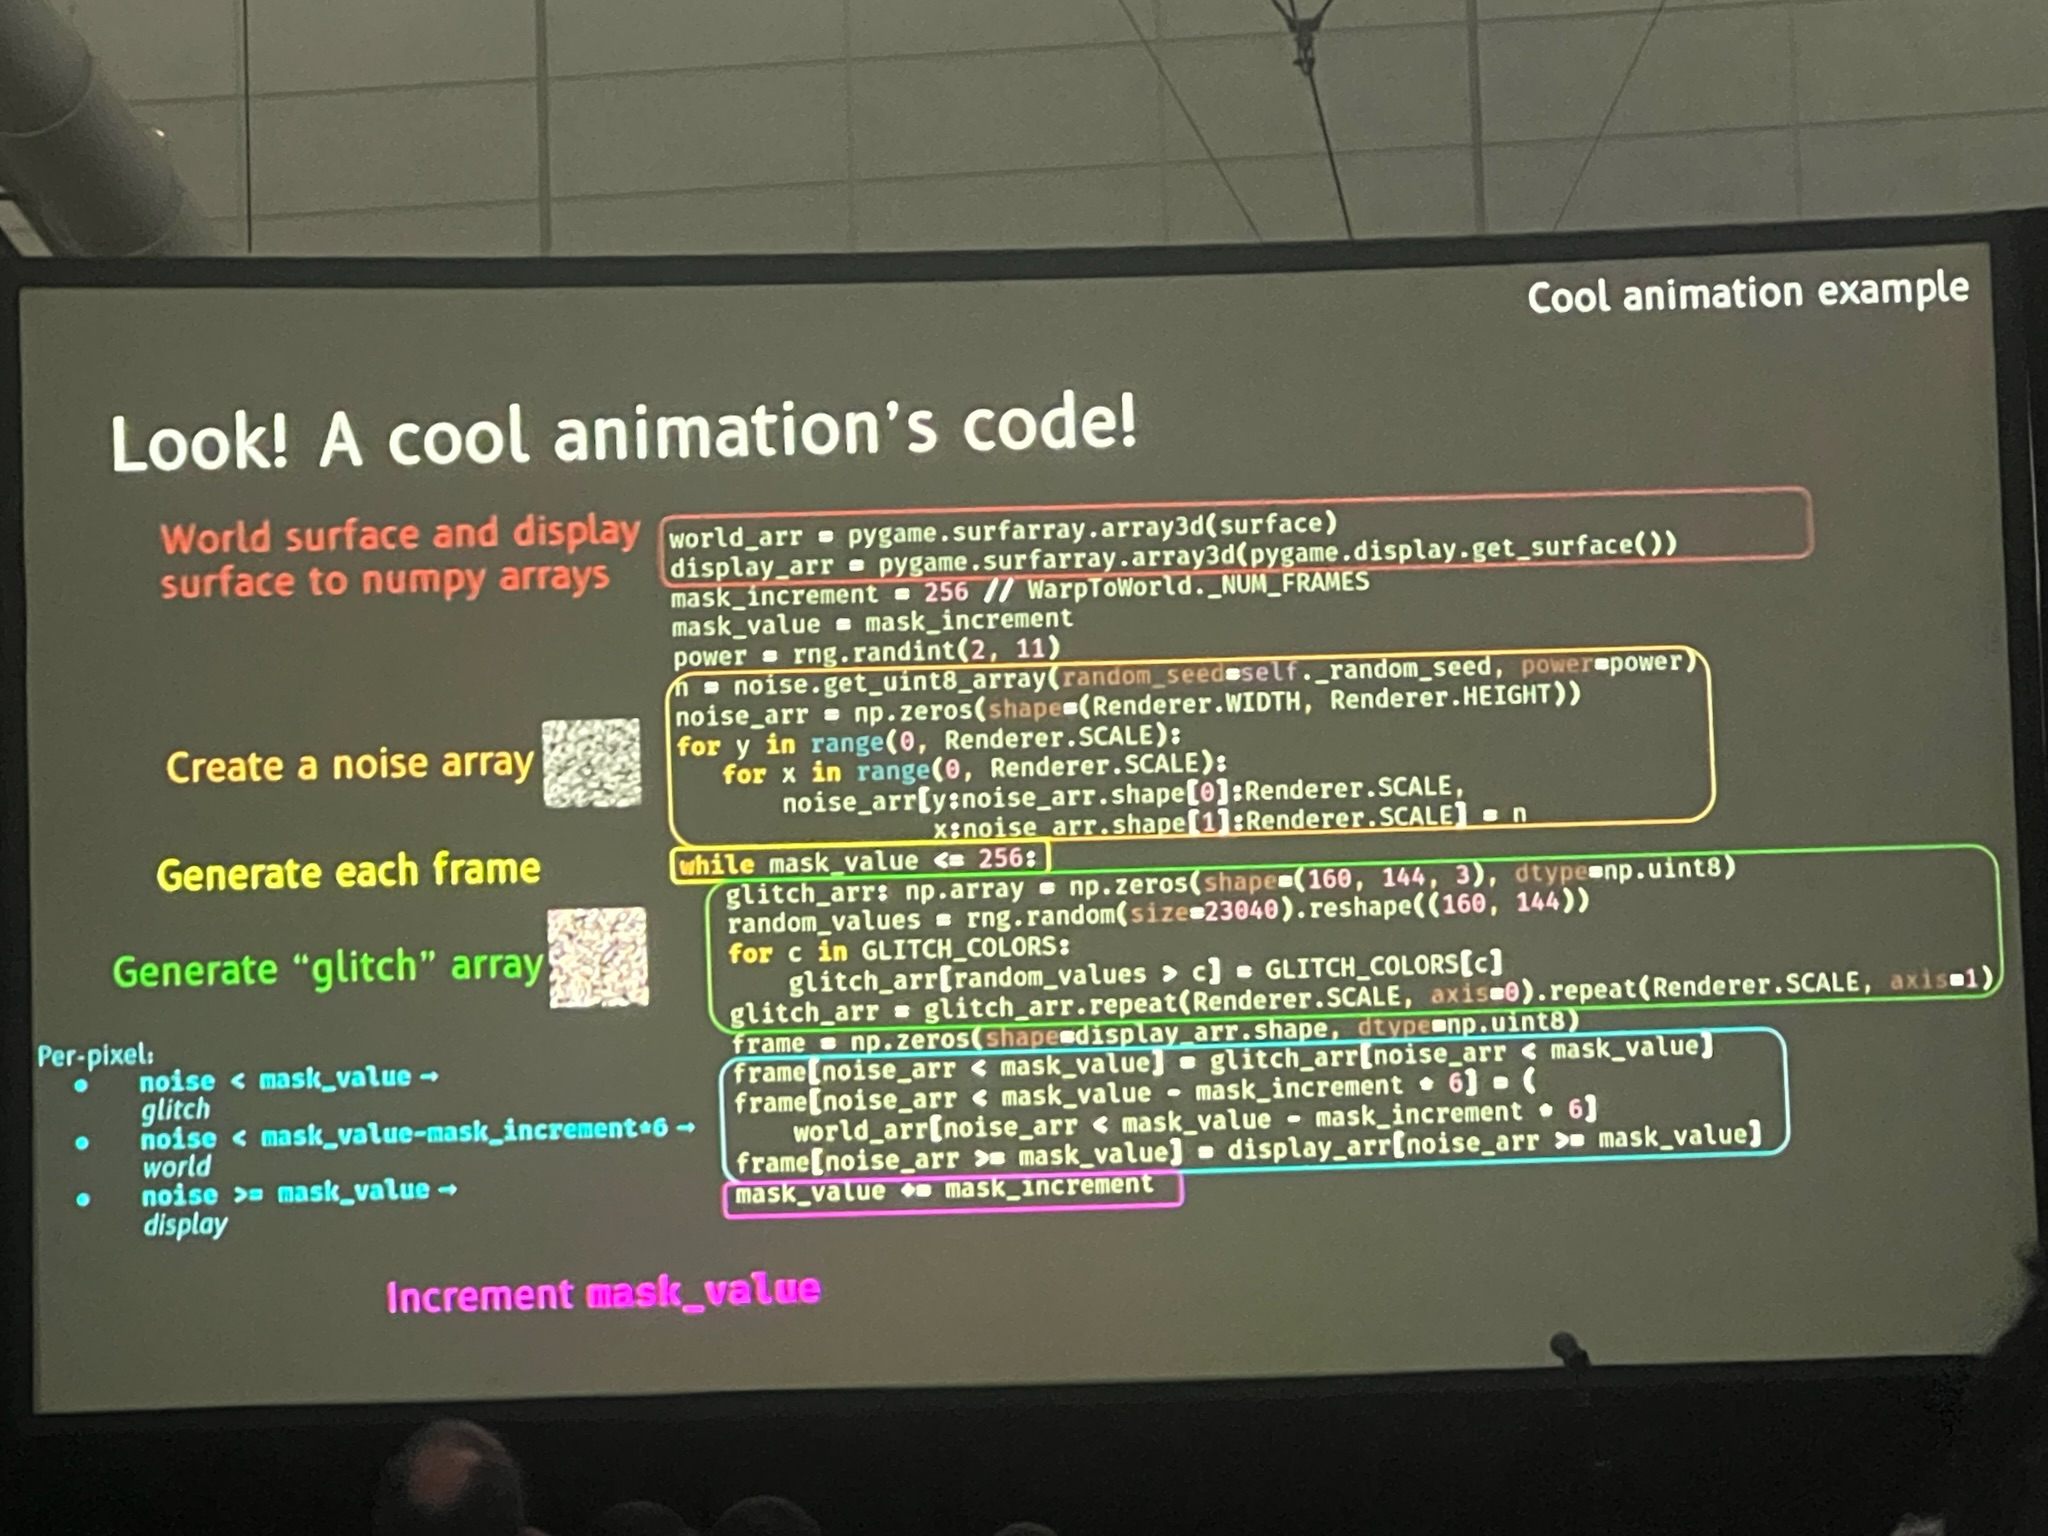 Cool animation example
Look! A cool animation’s code!
World surface and display
surface to numpy arrays
world_arr = pygame.surfarray.array3d(surface)
display_arr = pygame.surfarray.array3d(pygame.display.get_surface())
mask_increment = 256 // WarpToWorld._NUM_FRAMES
mask_value = mask_increment
power = rng.randint(2, 11)
Create a noise array
n = noise.get_uint8_array(random_seed=self._random_seed, power=power)
noise_arr = np.zeros(shape=(Renderer.WIDTH, Renderer.HEIGHT))
for y in range(0, Renderer.SCALE):
for x in range(0, Renderer.SCALE):
noise_arr[y:noise_arr.shape[0]:Renderer.SCALE,
x:noise_arr.shape[1]:Renderer.SCALE] = n
Generate each frame
while mask_value <= 256:
Generate “glitch” array
glitch_arr: np.array = np.zeros(shape=(160, 144, 3), dtype=np.uint8)
random_values = rng.random(size=23040).reshape((160, 144))
for c in GLITCH_COLORS:
glitch_arr[random_values > c] = GLITCH_COLORS[c]
glitch_arr = glitch_arr.repeat(Renderer.SCALE, axis=0).repeat(Renderer.SCALE, axis=1)
frame = np.zeros(shape=display_arr.shape, dtype=np.uint8)
Per-pixel:
● noise < mask_value →
glitch
● noise < mask_value-mask_increment*6 →
world
● noise >= mask_value →
display
frame[noise_arr < mask_value] = glitch_arr[noise_arr < mask_value]
frame[noise_arr < mask_value - mask_increment * 6] = (
world_arr[noise_arr < mask_value - mask_increment * 6]
frame[noise_arr >= mask_value] = display_arr[noise_arr >= mask_value]
mask_value += mask_increment
Increment mask_value